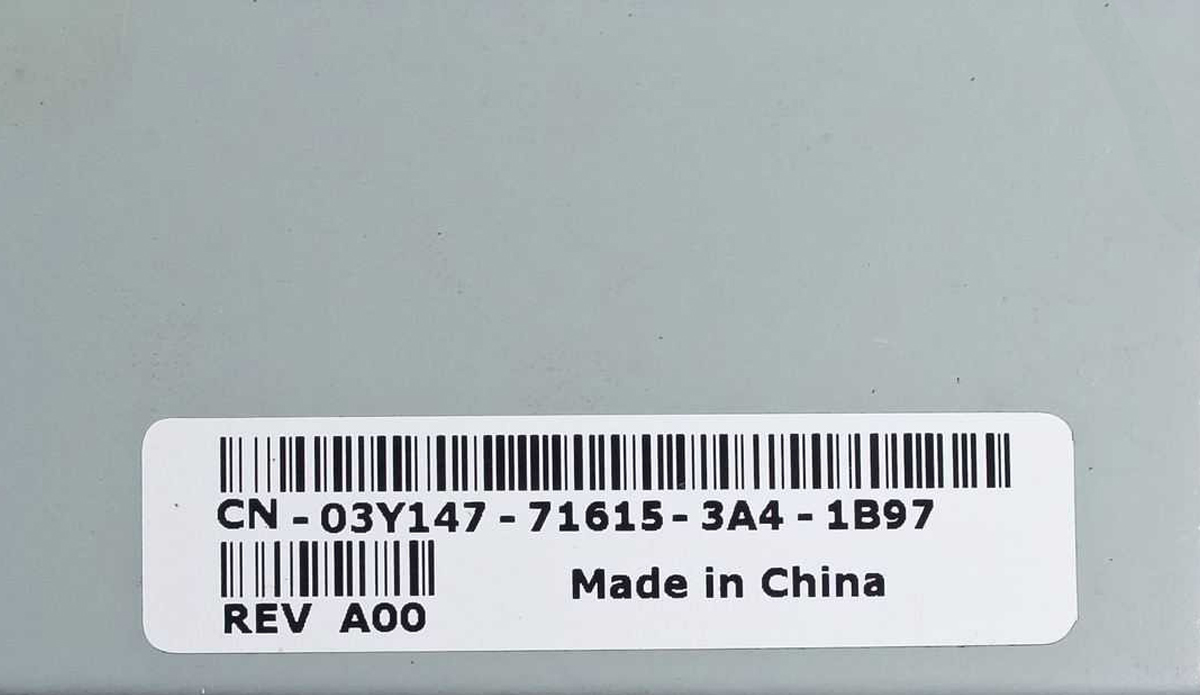 CN - 03Y147 - 71615 - 3A4 - 1B97
REV A00
Made in China